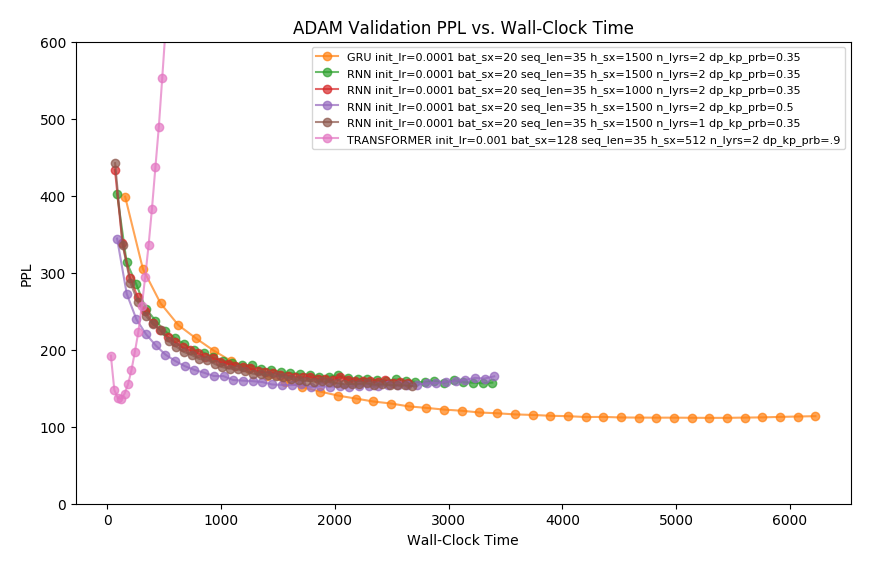 ADAM Validation PPL vs. Wall-Clock Time
600
500
400
300
200
100
0
PPL
GRU init_lr=0.0001 bat_sx=20 seq_len=35 h_sx=1500 n_lyrs=2 dp_kp_prb=0.35
RNN init_lr=0.0001 bat_sx=20 seq_len=35 h_sx=1500 n_lyrs=2 dp_kp_prb=0.35
RNN init_lr=0.0001 bat_sx=20 seq_len=35 h_sx=1000 n_lyrs=2 dp_kp_prb=0.35
RNN init_lr=0.0001 bat_sx=20 seq_len=35 h_sx=1500 n_lyrs=2 dp_kp_prb=0.5
RNN init_lr=0.0001 bat_sx=20 seq_len=35 h_sx=1500 n_lyrs=1 dp_kp_prb=0.35
TRANSFORMER init_lr=0.001 bat_sx=128 seq_len=35 h_sx=512 n_lyrs=2 dp_kp_prb=.9
0 1000 2000 3000 4000 5000 6000
Wall-Clock Time